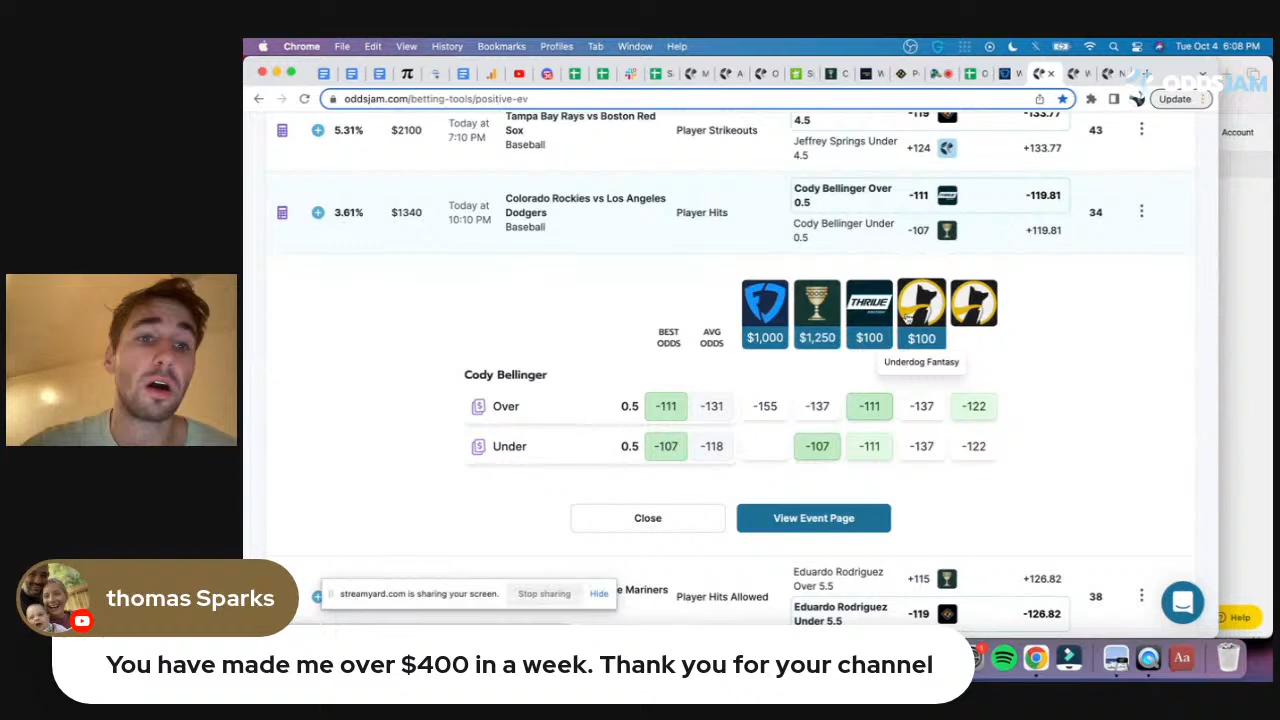 Chrome File Edit View History Bookmarks Profiles Tab Window Help
Tue Oct 4 6:08 PM
ODDSJAM
oddsjam.com/betting-tools/positive-ev
Update
Account
5.31%
$2100
Today at
7:10 PM
Tampa Bay Rays vs Boston Red
Sox
Baseball
Player Strikeouts
4.5
-119
-133.77
Jeffrey Springs Under
4.5
+124
+133.77
43
3.61%
$1340
Today at
10:10 PM
Colorado Rockies vs Los Angeles
Dodgers
Baseball
Player Hits
Cody Bellinger Over
0.5
-111
-119.81
Cody Bellinger Under
0.5
-107
+119.81
34
BEST
ODDS
AVG
ODDS
THRIVE
$1,000 $1,250 $100 $100
Underdog Fantasy
Cody Bellinger
Over 0.5 -111 -131 -155 -137 -111 -137 -122
Under 0.5 -107 -118 -107 -111 -137 -122
Close
View Event Page
streamyard.com is sharing your screen. Stop sharing Hide
e Mariners
Player Hits Allowed
Eduardo Rodriguez
Over 5.5
+115
+126.82
Eduardo Rodriguez
Under 5.5
-119
-126.82
38
Help
Aa
thomas Sparks
You have made me over $400 in a week. Thank you for your channel